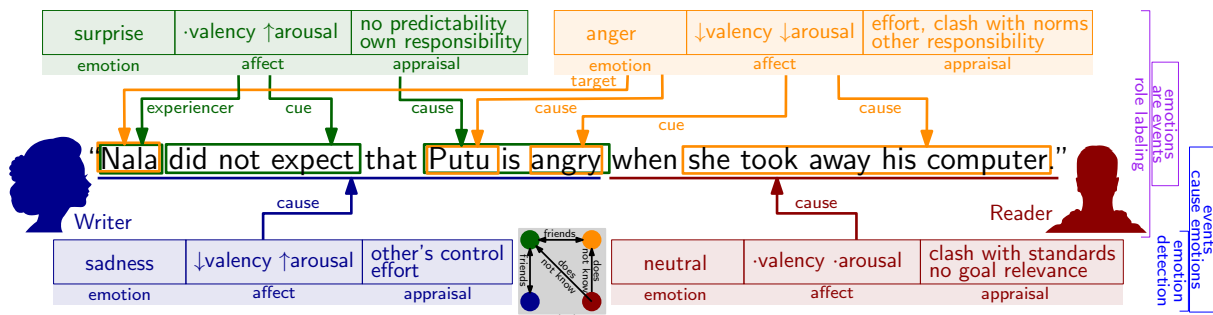 surprise
·valency ↑arousal
no predictability
own responsibility
emotion
affect
appraisal
anger
↓valency ↓arousal
effort, clash with norms
other responsibility
emotion
affect
appraisal
target
experiencer
cue
cause
cause
cue
cause
“Nala did not expect that Putu is angry when she took away his computer.”
Writer
Reader
cause
cause
sadness
↓valency ↑arousal
other's control
effort
emotion
affect
appraisal
friends
friends
does
not know
does
not know
neutral
·valency ·arousal
clash with standards
no goal relevance
emotion
affect
appraisal
emotions
are events
role labeling
events
cause emotions
emotion
detection